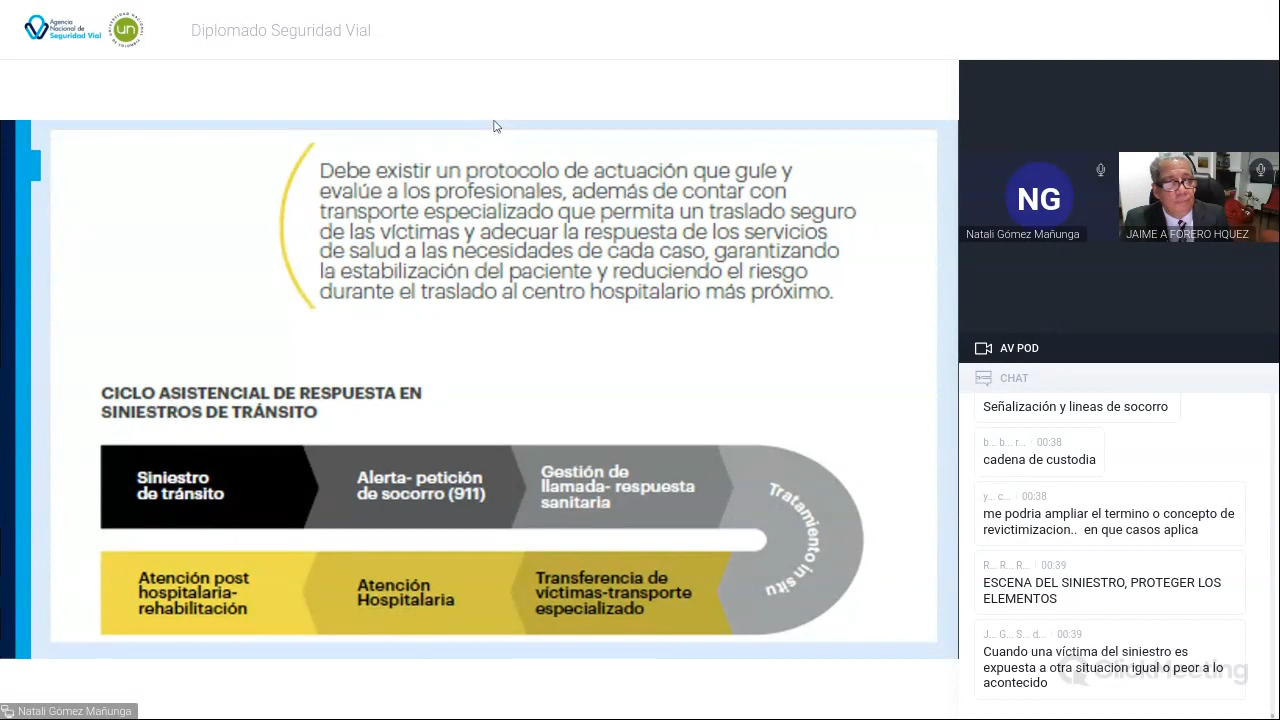 Agencia
Nacional de
Seguridad Vial
un
Diplomado Seguridad Vial
Debe existir un protocolo de actuación que guíe y
evalúe a los profesionales, además de contar con
transporte especializado que permita un traslado seguro
de las víctimas y adecuar la respuesta de los servicios
de salud a las necesidades de cada caso, garantizando
la estabilización del paciente y reduciendo el riesgo
durante el traslado al centro hospitalario más próximo.
CICLO ASISTENCIAL DE RESPUESTA EN
SINIESTROS DE TRÁNSITO
Siniestro
de tránsito
Alerta- petición
de socorro (911)
Gestión de
llamada- respuesta
sanitaria
Tratamiento in situ
Transferencia de
víctimas-transporte
especializado
Atención
Hospitalaria
Atención post
hospitalaria-
rehabilitación
NG
Natali Gómez Mañunga
JAIME A FORERO HQUEZ
AV POD
CHAT
Señalización y lineas de socorro
b... b... r... 00:38
cadena de custodia
y... c... 00:38
me podria ampliar el termino o concepto de
revictimizacion.. en que casos aplica
R... R... R... 00:39
ESCENA DEL SINIESTRO, PROTEGER LOS
ELEMENTOS
J... G... S... d... 00:39
Cuando una víctima del siniestro es
expuesta a otra situacion igual o peor a lo
acontecido
ClickMeeting
Natali Gómez Mañunga